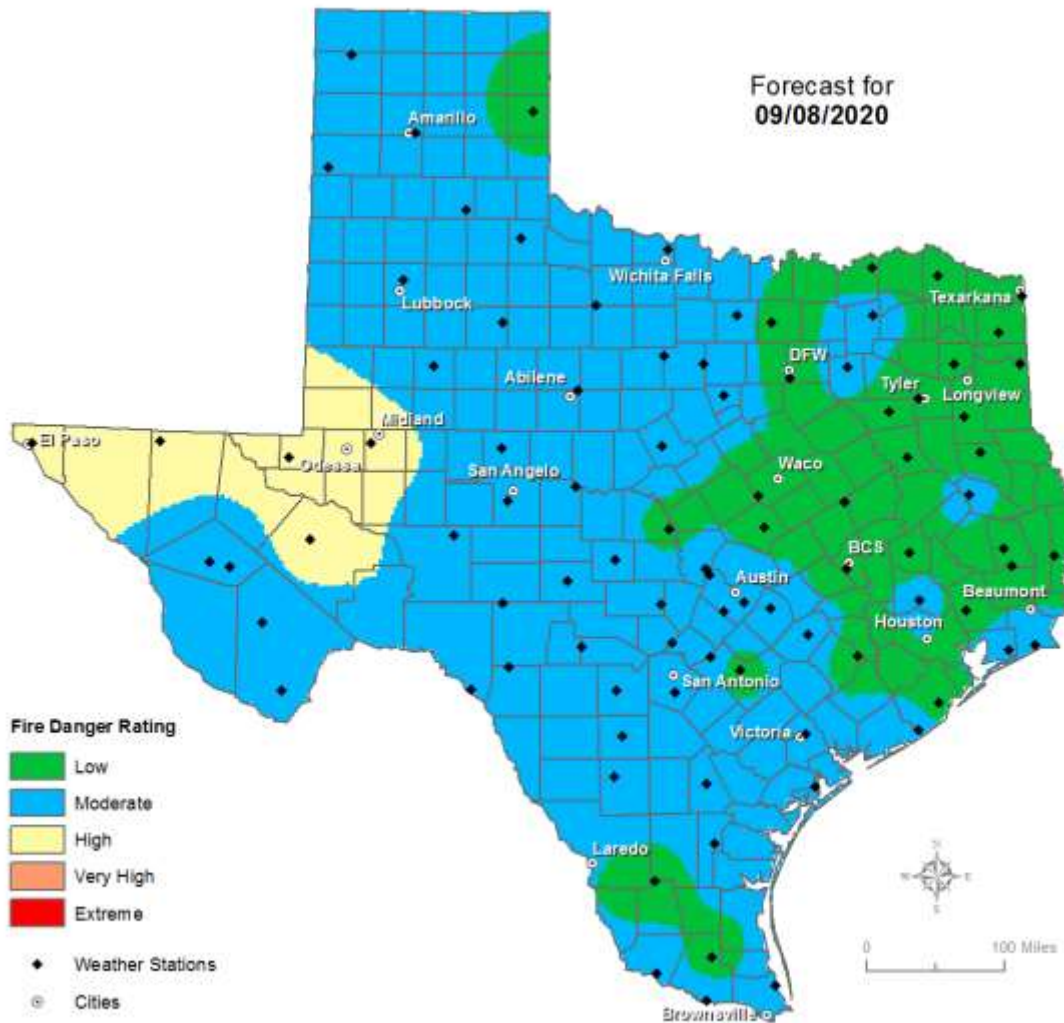 Forecast for
09/08/2020
Amarillo
Wichita Falls
Lubbock
Texarkana
DFW
Abilene
Tyler
Longview
Midland
El Paso
Odessa
San Angelo
Waco
BCS
Austin
Beaumont
Houston
San Antonio
Victoria
Laredo
Brownsville
Fire Danger Rating
Low
Moderate
High
Very High
Extreme
Weather Stations
Cities
N
W
E
S
0
100 Miles